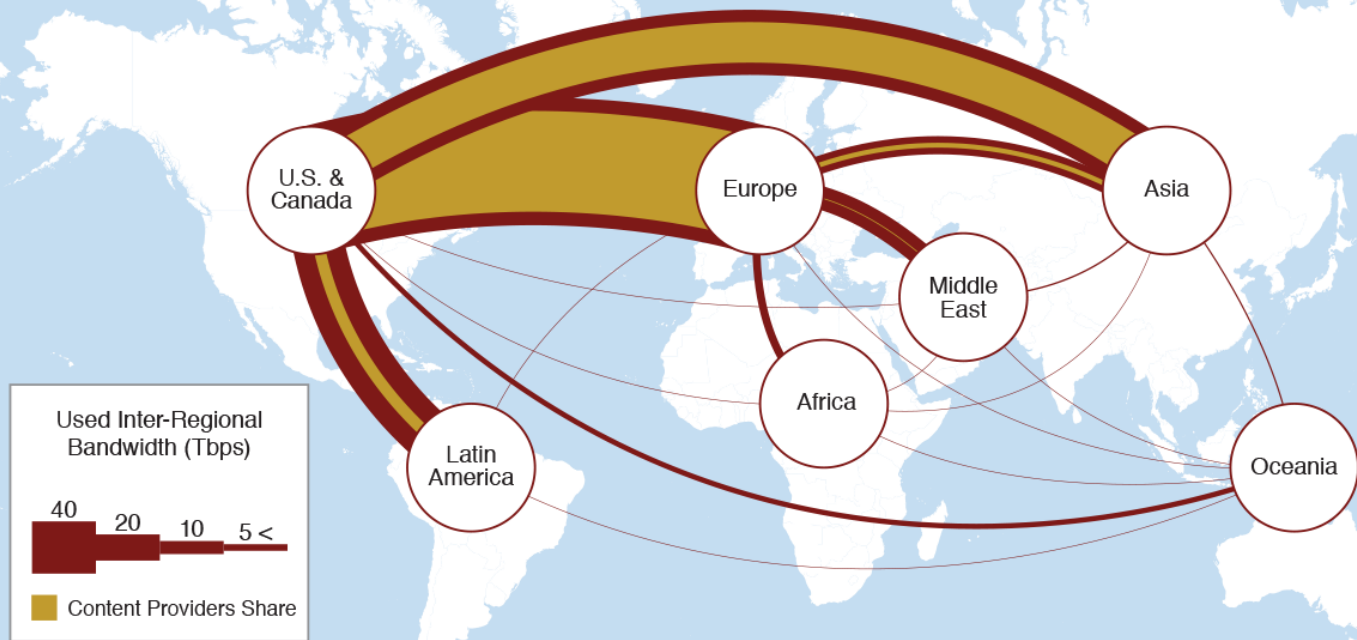 U.S. &
Canada
Europe
Asia
Middle
East
Africa
Latin
America
Oceania
Used Inter-Regional
Bandwidth (Tbps)
40
20
10
5 <
Content Providers Share